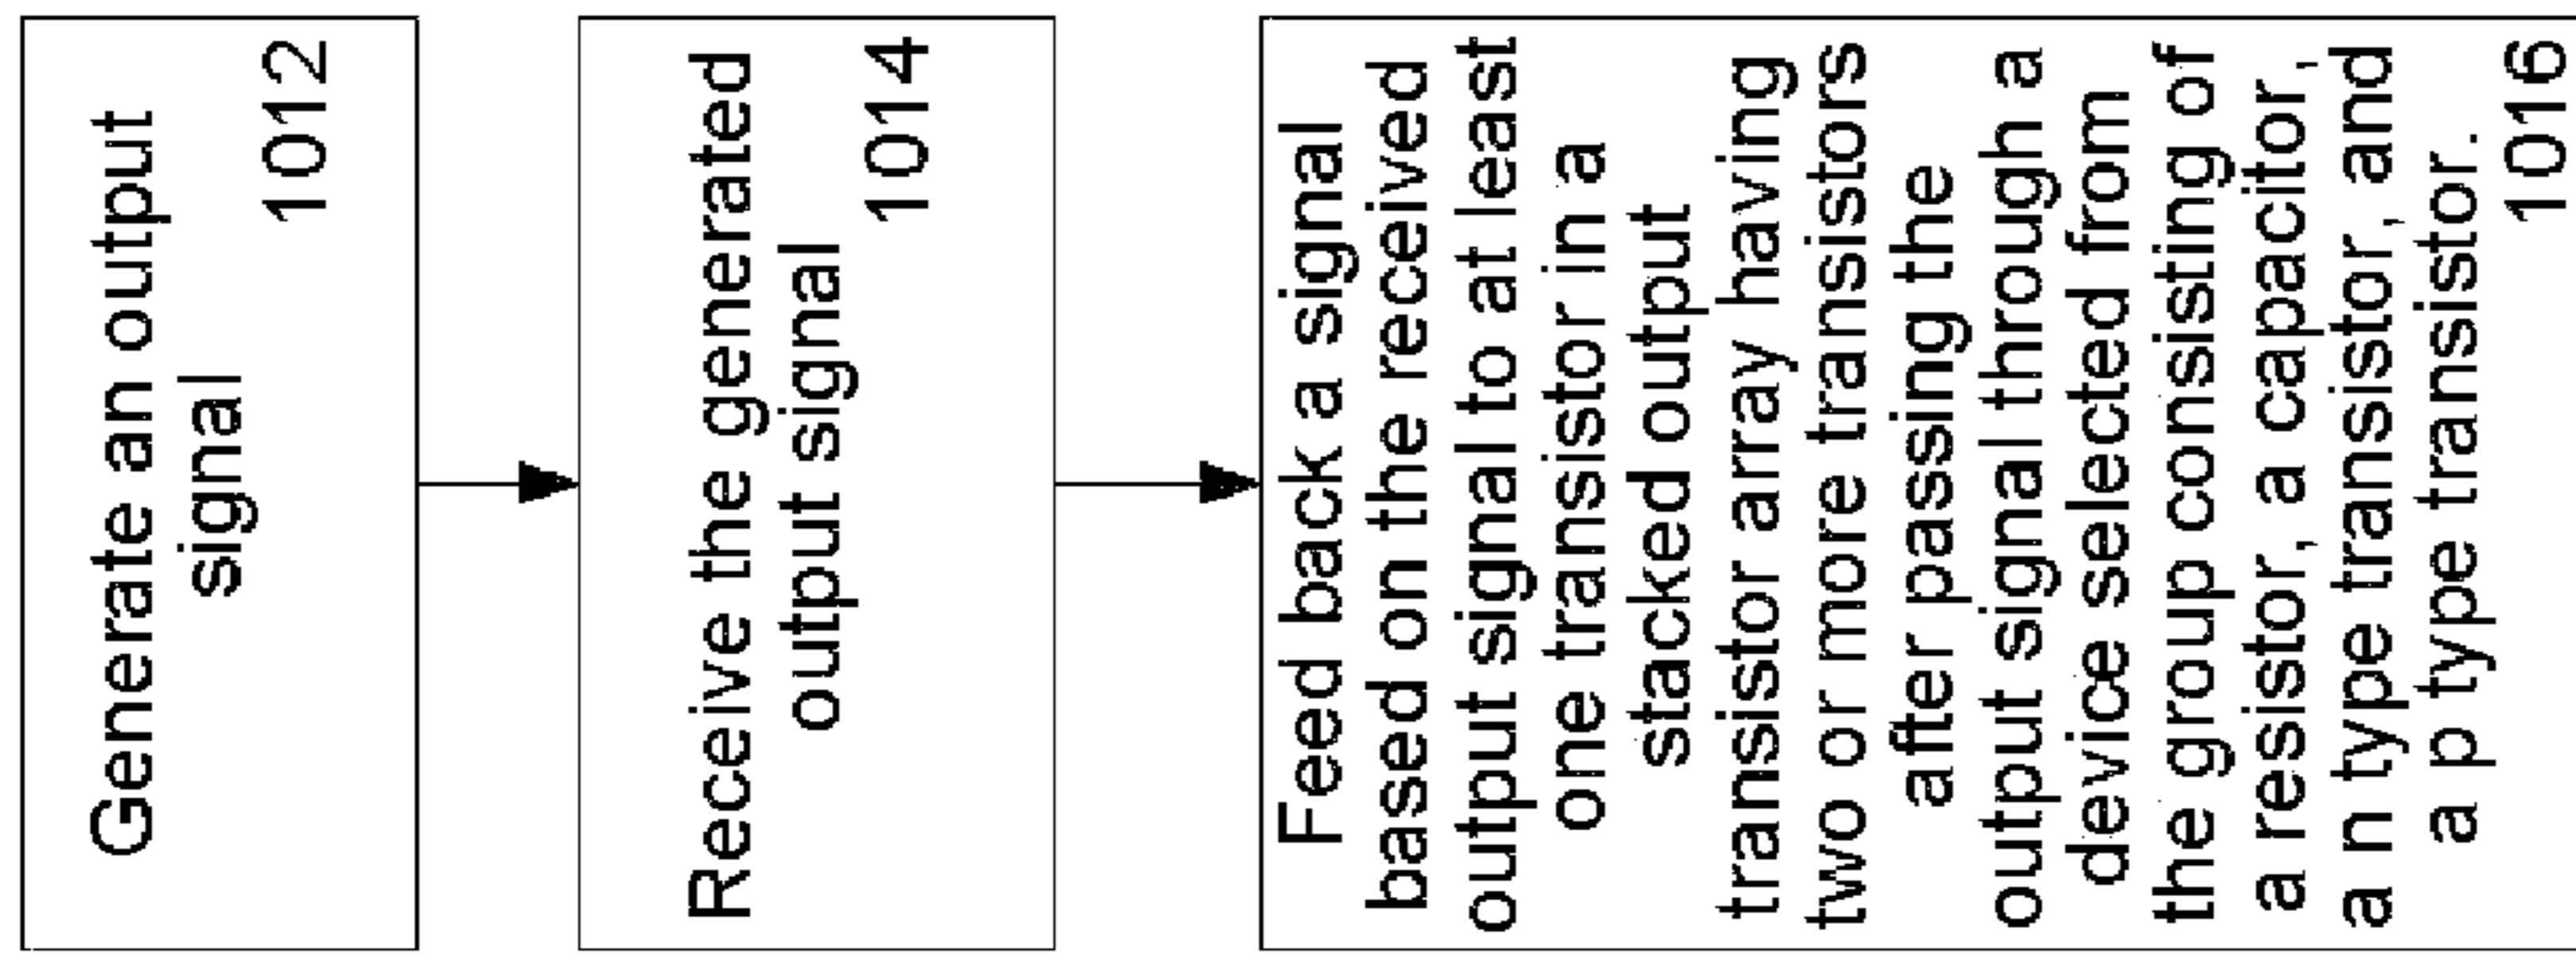 Generate an output
signal
1012
Receive the generated
output signal
1014
Feed back a signal
based on the received
output signal to at least
one transistor in a
stacked output
transistor array having
two or more transistors
after passing the
output signal through a
device selected from
the group consisting of
a resistor, a capacitor,
a n type transistor, and
a p type transistor.
1016